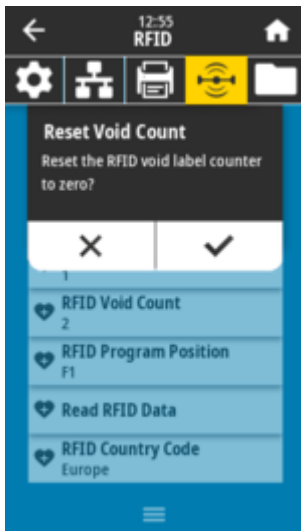 12:55
RFID
Reset Void Count
Reset the RFID void label counter
to zero?
1
RFID Void Count
2
RFID Program Position
F1
Read RFID Data
RFID Country Code
Europe